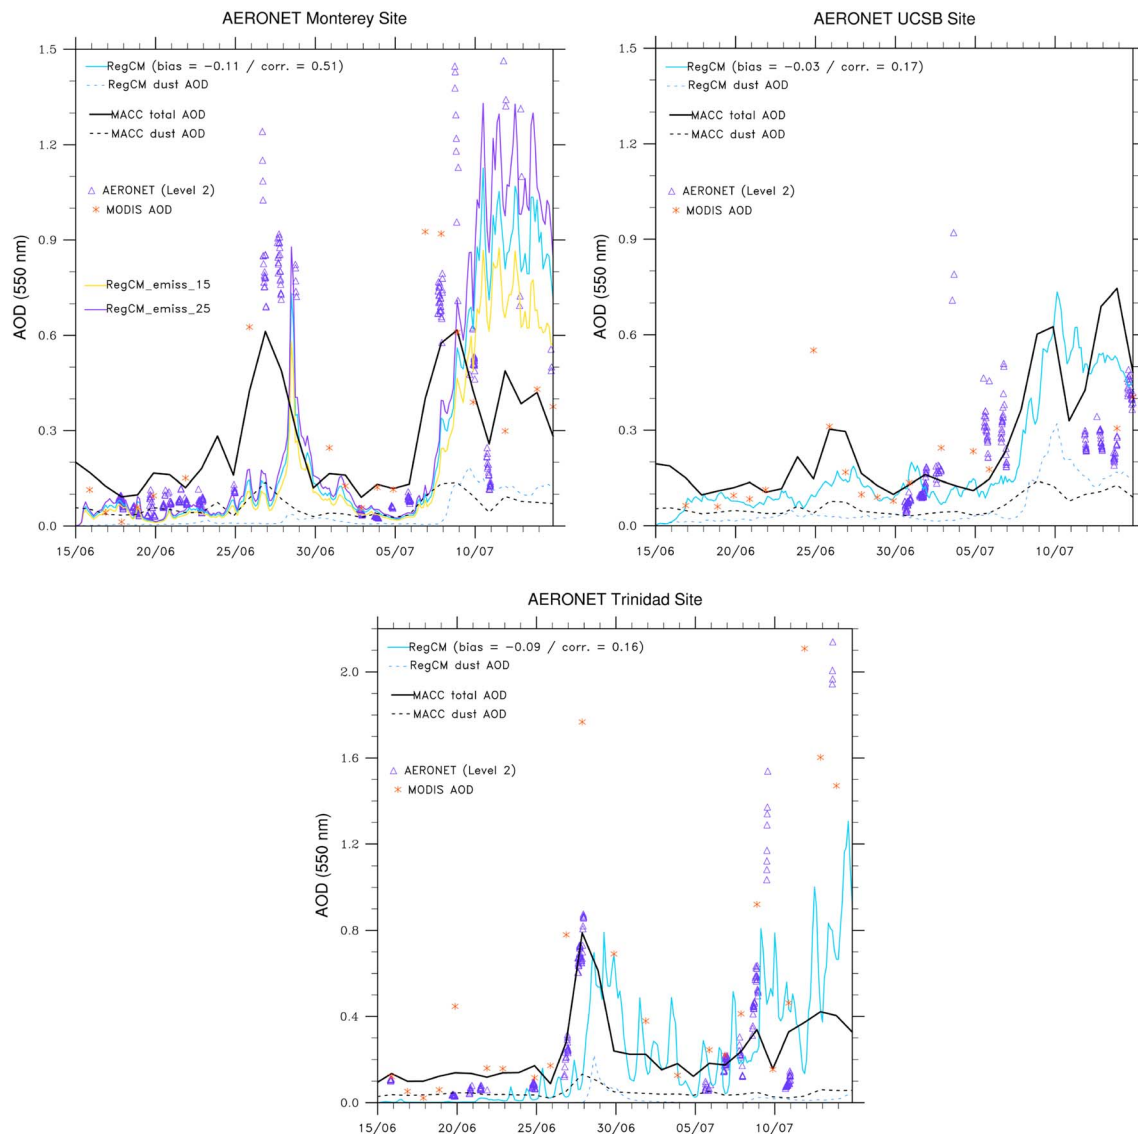 AERONET Monterey Site
1.5
1.2
0.9
0.6
0.3
0.0
AOD (550 nm)
RegCM (bias = −0.11 / corr. = 0.51)
RegCM dust AOD
MACC total AOD
MACC dust AOD
AERONET (Level 2)
MODIS AOD
RegCM_emiss_15
RegCM_emiss_25
15/06 20/06 25/06 30/06 05/07 10/07
AERONET UCSB Site
1.5
1.2
0.9
0.6
0.3
0.0
AOD (550 nm)
RegCM (bias = −0.03 / corr. = 0.17)
RegCM dust AOD
MACC total AOD
MACC dust AOD
AERONET (Level 2)
MODIS AOD
15/06 20/06 25/06 30/06 05/07 10/07
AERONET Trinidad Site
2.0
1.6
1.2
0.8
0.4
0.0
AOD (550 nm)
RegCM (bias = −0.09 / corr. = 0.16)
RegCM dust AOD
MACC total AOD
MACC dust AOD
AERONET (Level 2)
MODIS AOD
15/06 20/06 25/06 30/06 05/07 10/07